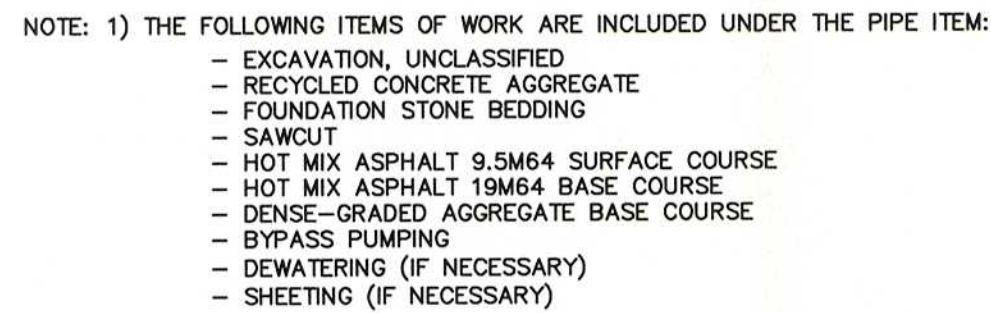 NOTE: 1) THE FOLLOWING ITEMS OF WORK ARE INCLUDED UNDER THE PIPE ITEM:
– EXCAVATION, UNCLASSIFIED
– RECYCLED CONCRETE AGGREGATE
– FOUNDATION STONE BEDDING
– SAWCUT
– HOT MIX ASPHALT 9.5M64 SURFACE COURSE
– HOT MIX ASPHALT 19M64 BASE COURSE
– DENSE–GRADED AGGREGATE BASE COURSE
– BYPASS PUMPING
– DEWATERING (IF NECESSARY)
– SHEETING (IF NECESSARY)